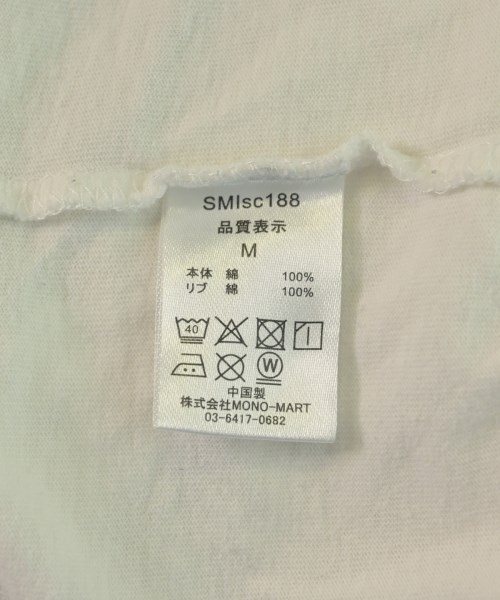 SMIsc188
品質表示
M
本体 綿 100%
リブ 綿 100%
40
W
中国製
株式会社MONO-MART
03-6417-0682